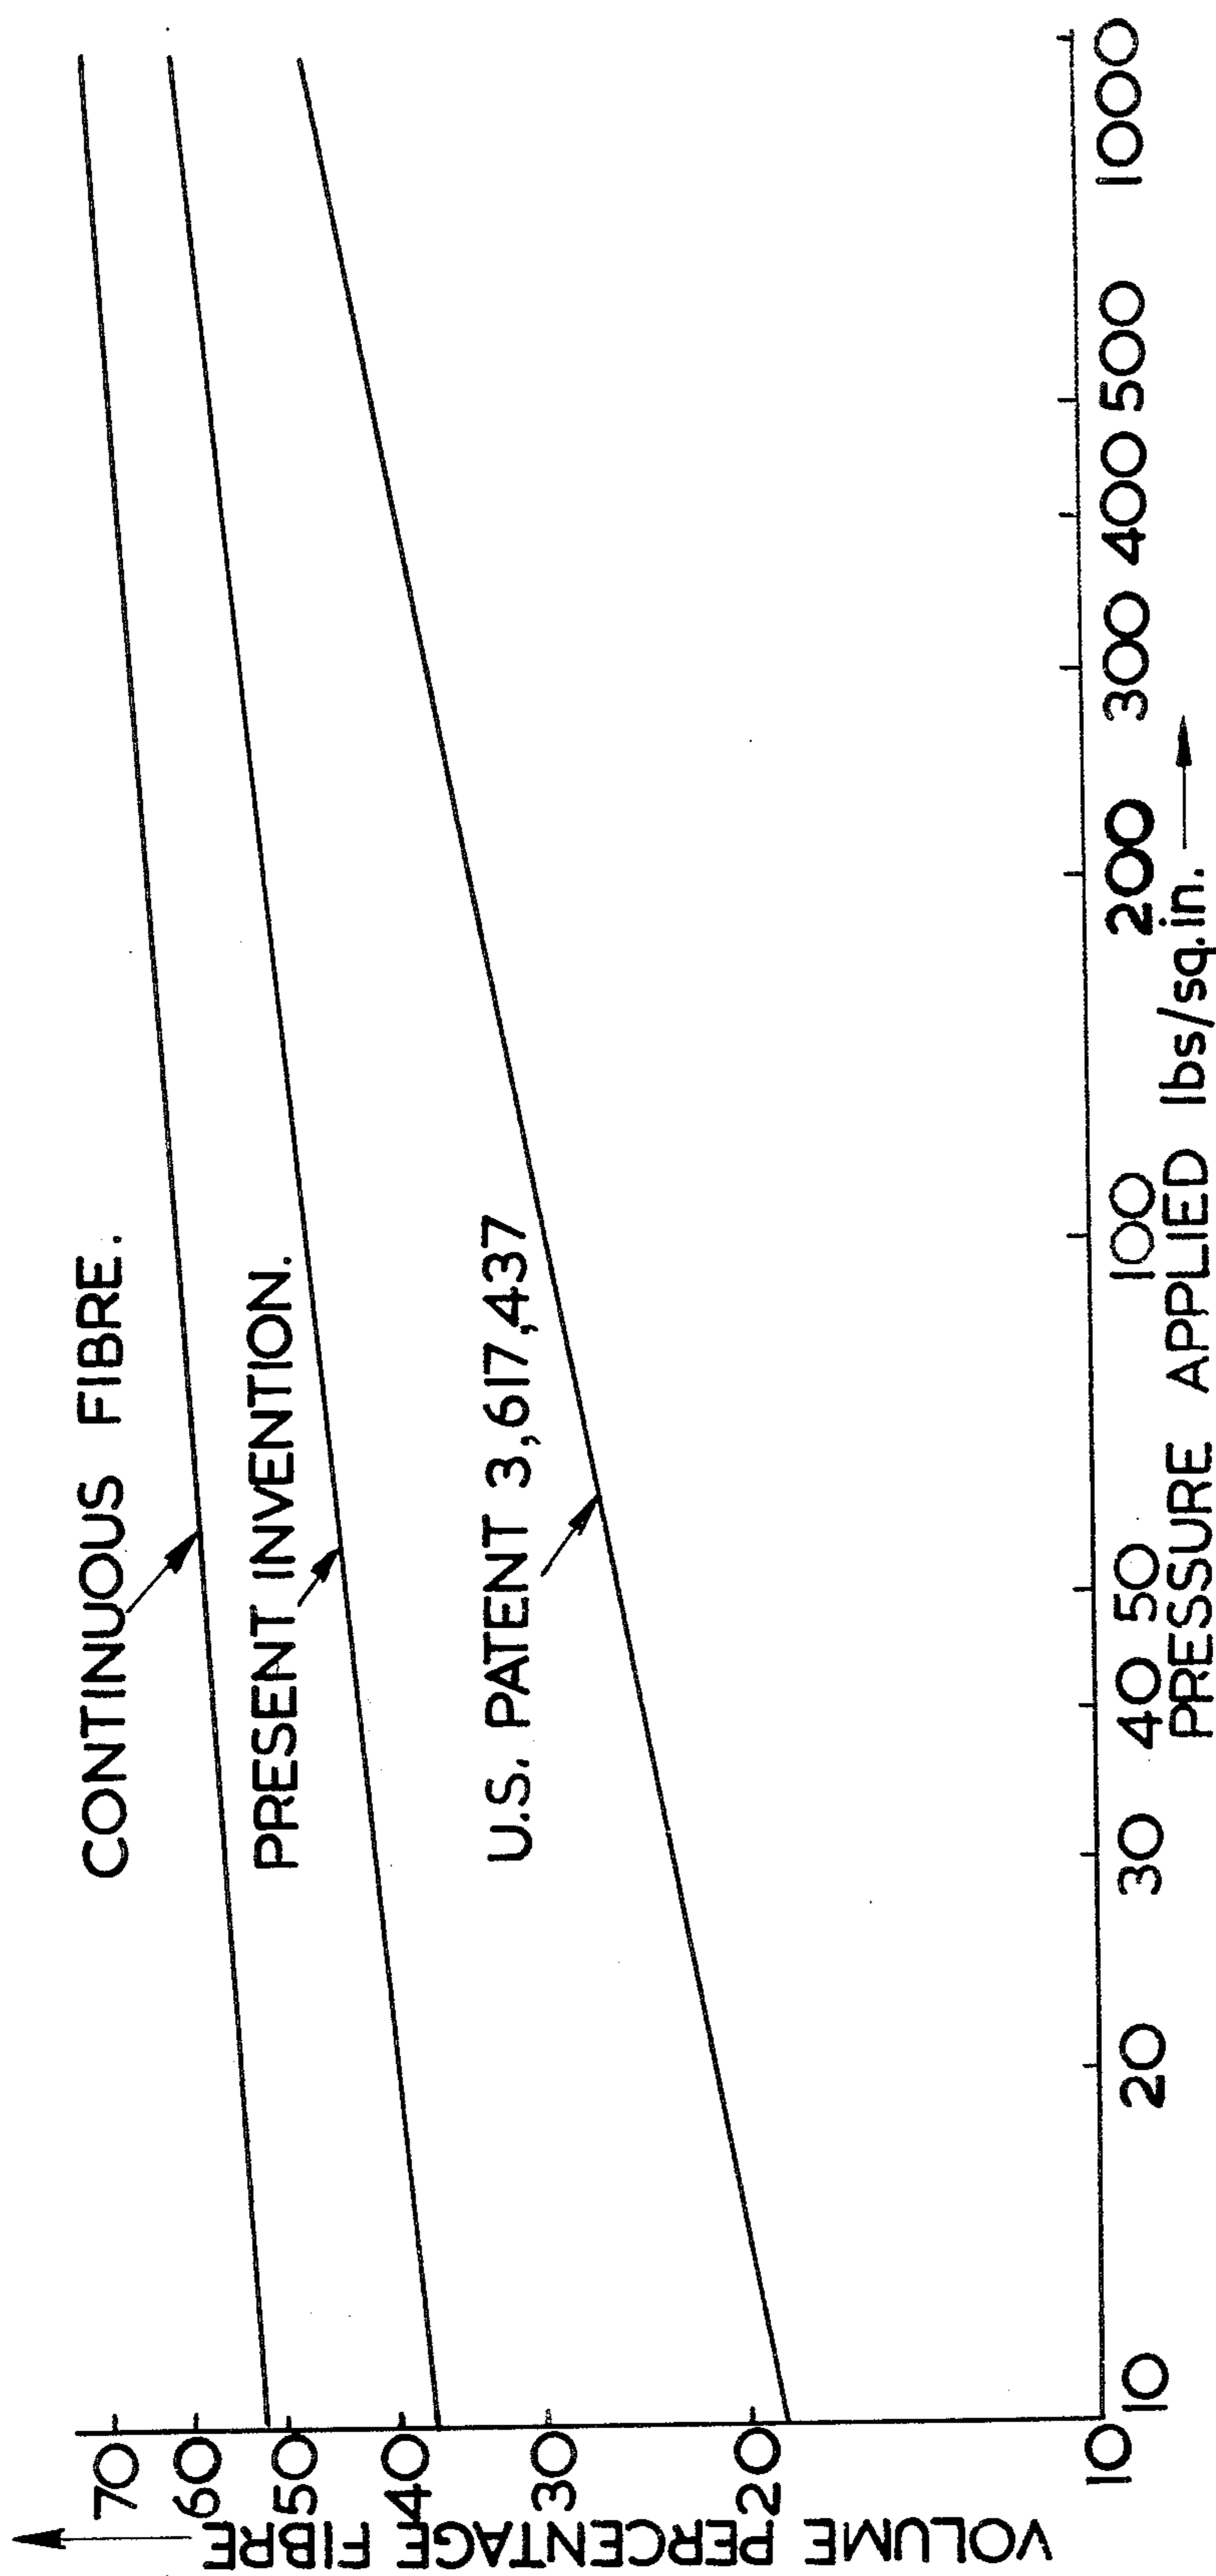 CONTINUOUS FIBRE.
PRESENT INVENTION.
U.S. PATENT 3,617,437
VOLUME PERCENTAGE FIBRE
70
60
50
40
30
20
10
10 20 30 40 50 100 200 300 400 500 1000
PRESSURE APPLIED lbs/sq.in.